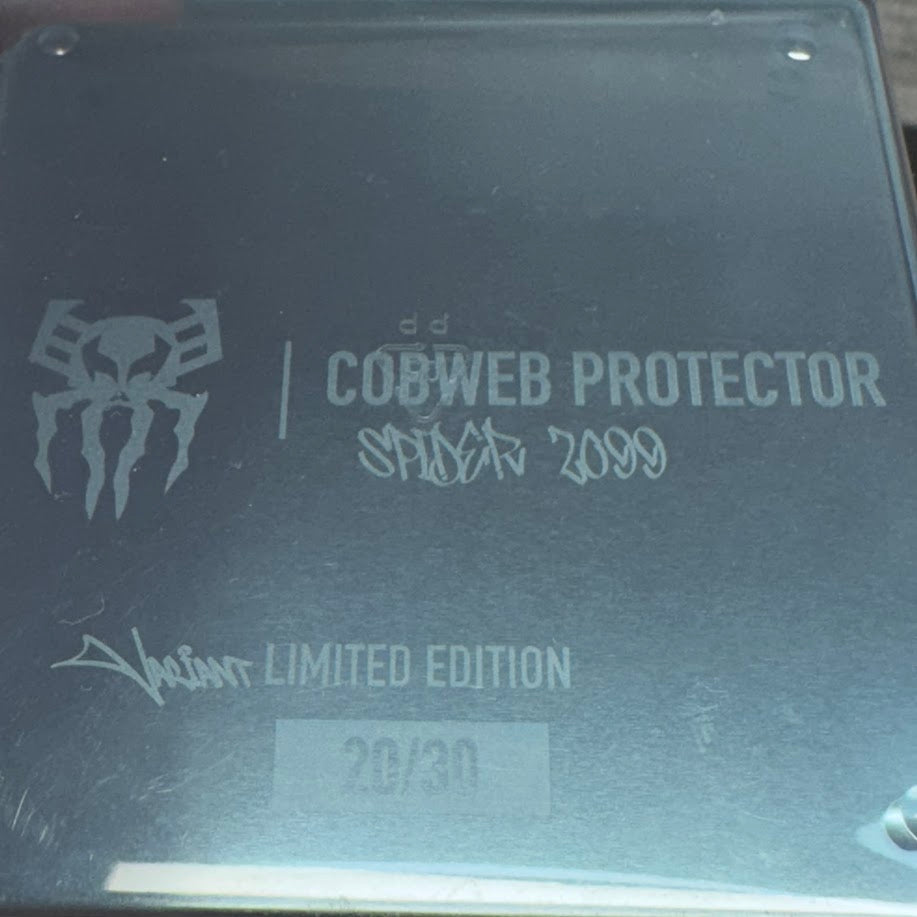 COBWEB PROTECTOR
SPIDER 2099
VARIANT LIMITED EDITION
20/30